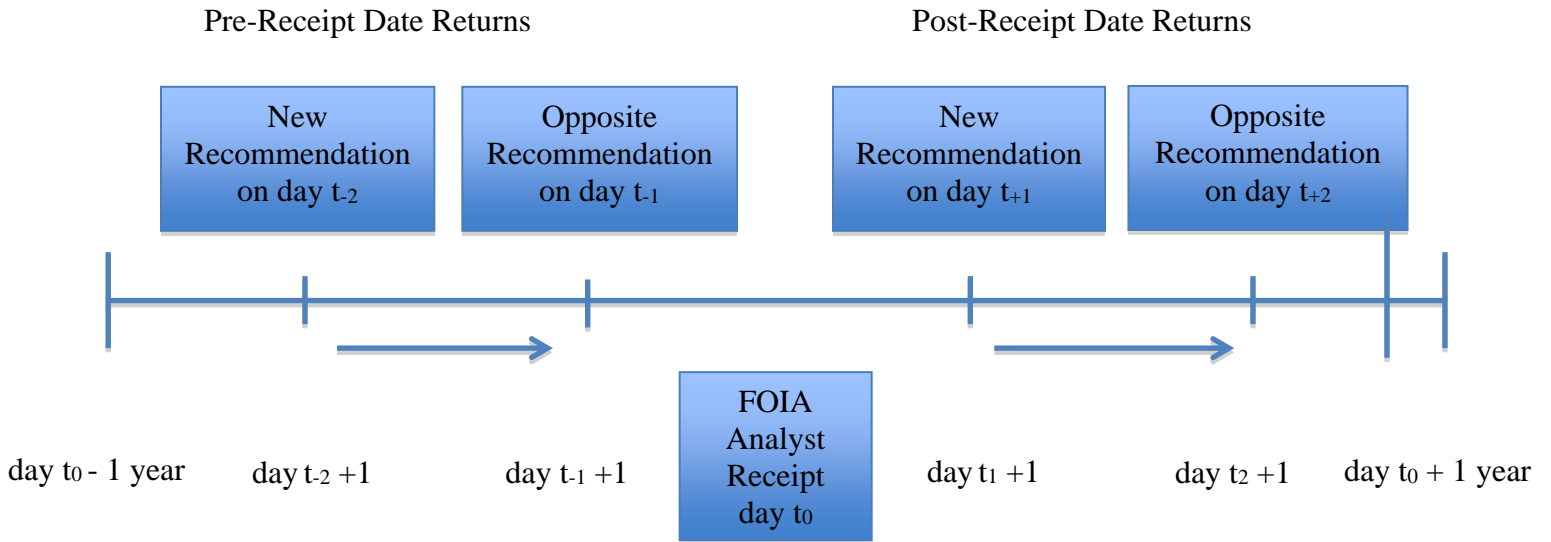 Pre-Receipt Date Returns
Post-Receipt Date Returns
New
Recommendation
on day t-2
Opposite
Recommendation
on day t-1
New
Recommendation
on day t+1
Opposite
Recommendation
on day t+2
FOIA
Analyst
Receipt
day t0
day t0 - 1 year
day t-2 +1
day t-1 +1
day t1 +1
day t2 +1
day t0 + 1 year